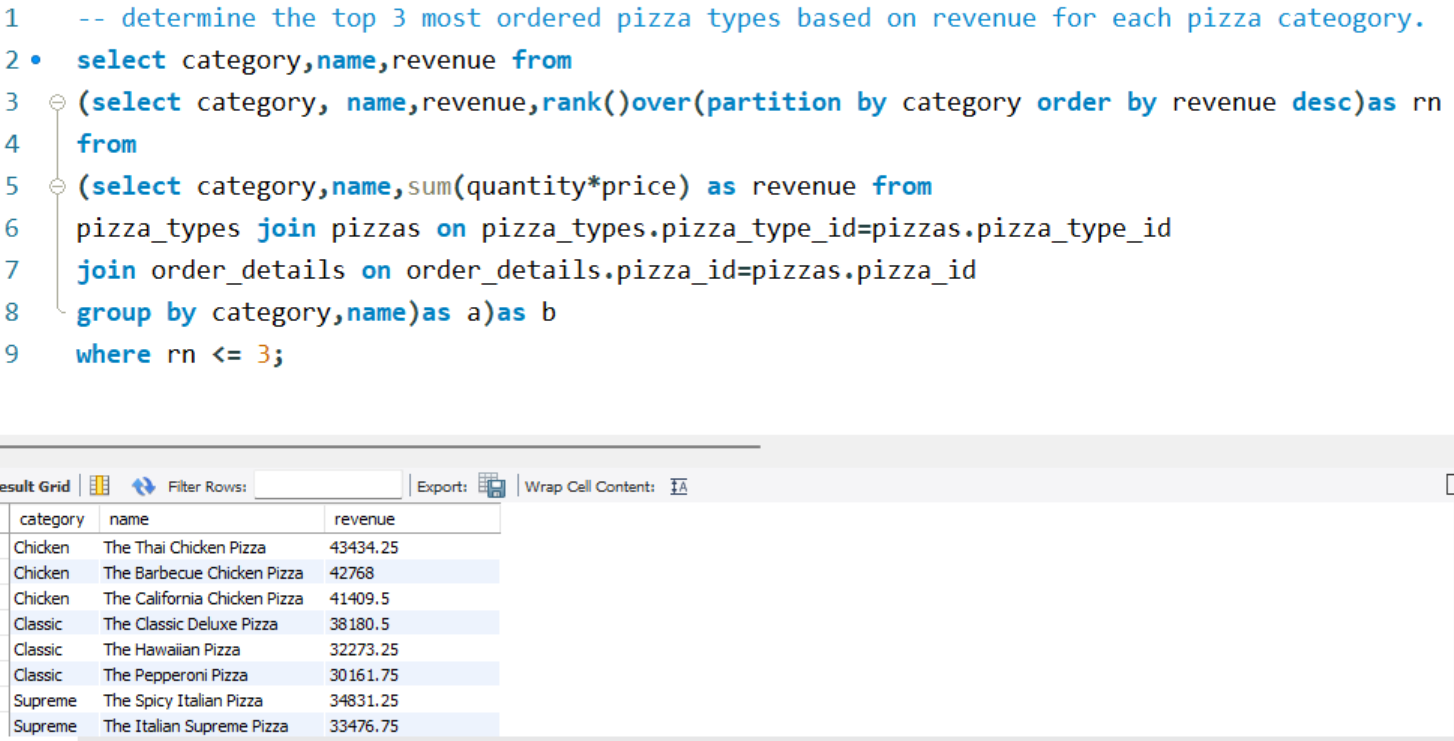 1 -- determine the top 3 most ordered pizza types based on revenue for each pizza cateogory.
2 select category,name,revenue from
3 (select category, name,revenue,rank()over(partition by category order by revenue desc)as rn
4 from
5 (select category,name,sum(quantity*price) as revenue from
6 pizza_types join pizzas on pizza_types.pizza_type_id=pizzas.pizza_type_id
7 join order_details on order_details.pizza_id=pizzas.pizza_id
8 group by category,name)as a)as b
9 where rn <= 3;
esult Grid Filter Rows: Export: Wrap Cell Content: IA
category name revenue
Chicken The Thai Chicken Pizza 43434.25
Chicken The Barbecue Chicken Pizza 42768
Chicken The California Chicken Pizza 41409.5
Classic The Classic Deluxe Pizza 38180.5
Classic The Hawaiian Pizza 32273.25
Classic The Pepperoni Pizza 30161.75
Supreme The Spicy Italian Pizza 34831.25
Supreme The Italian Supreme Pizza 33476.75